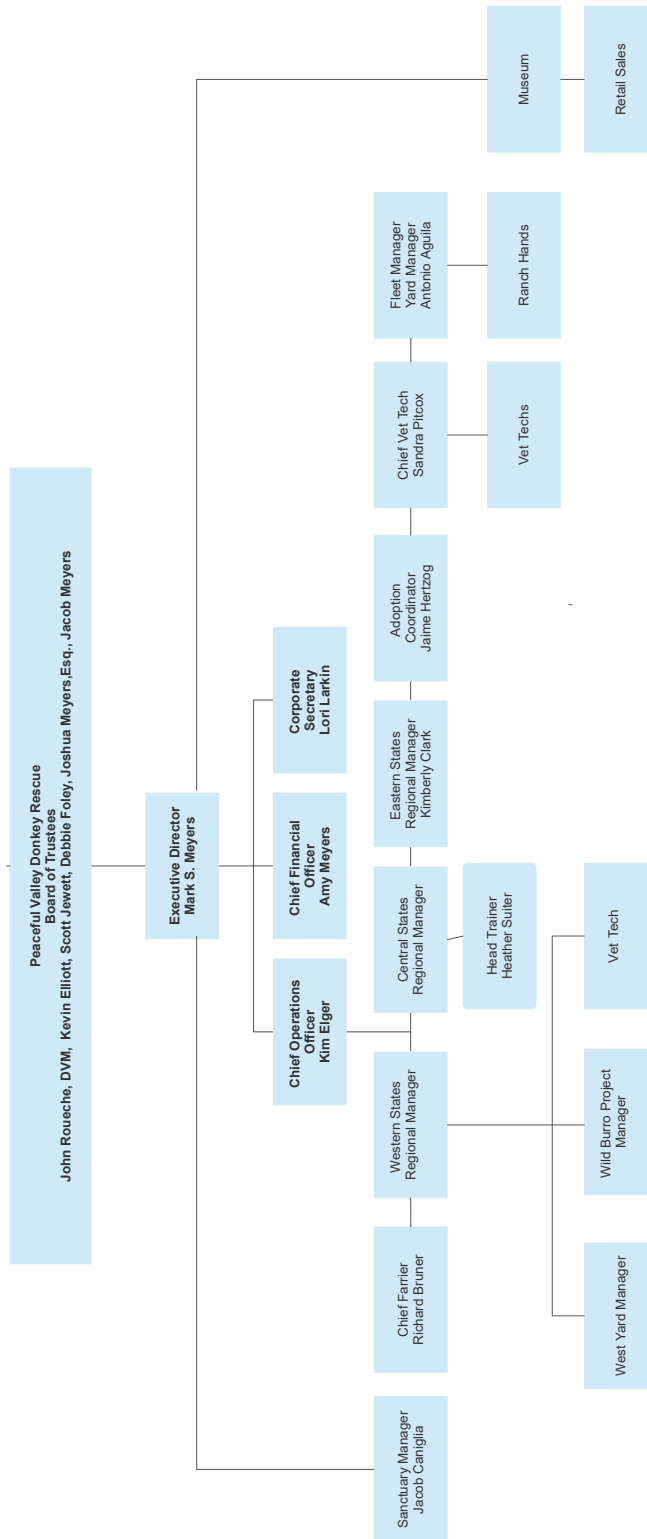 Peaceful Valley Donkey Rescue
Board of Trustees
John Roueche, DVM, Kevin Elliott, Scott Jewett, Debbie Foley, Joshua Meyers,Esq,, Jacob Meyers
Executive Director
Mark S. Meyers
Chief Operations
Officer
Kim Elger
Chief Financial
Officer
Amy Meyers
Corporate
Secretary
Lori Larkin
Sanctuary Manager
Jacob Caniglia
Chief Farrier
Richard Bruner
Western States
Regional Manager
Central States
Regional Manager
Eastern States
Regional Manager
Kimberly Clark
Adoption
Coordinator
Jaime Hertzog
Chief Vet Tech
Sandra Pitcox
Fleet Manager
Yard Manager
Antonio Aguila
Head Trainer
Heather Suiter
Vet Techs
Ranch Hands
Museum
West Yard Manager
Wild Burro Project
Manager
Vet Tech
Retail Sales